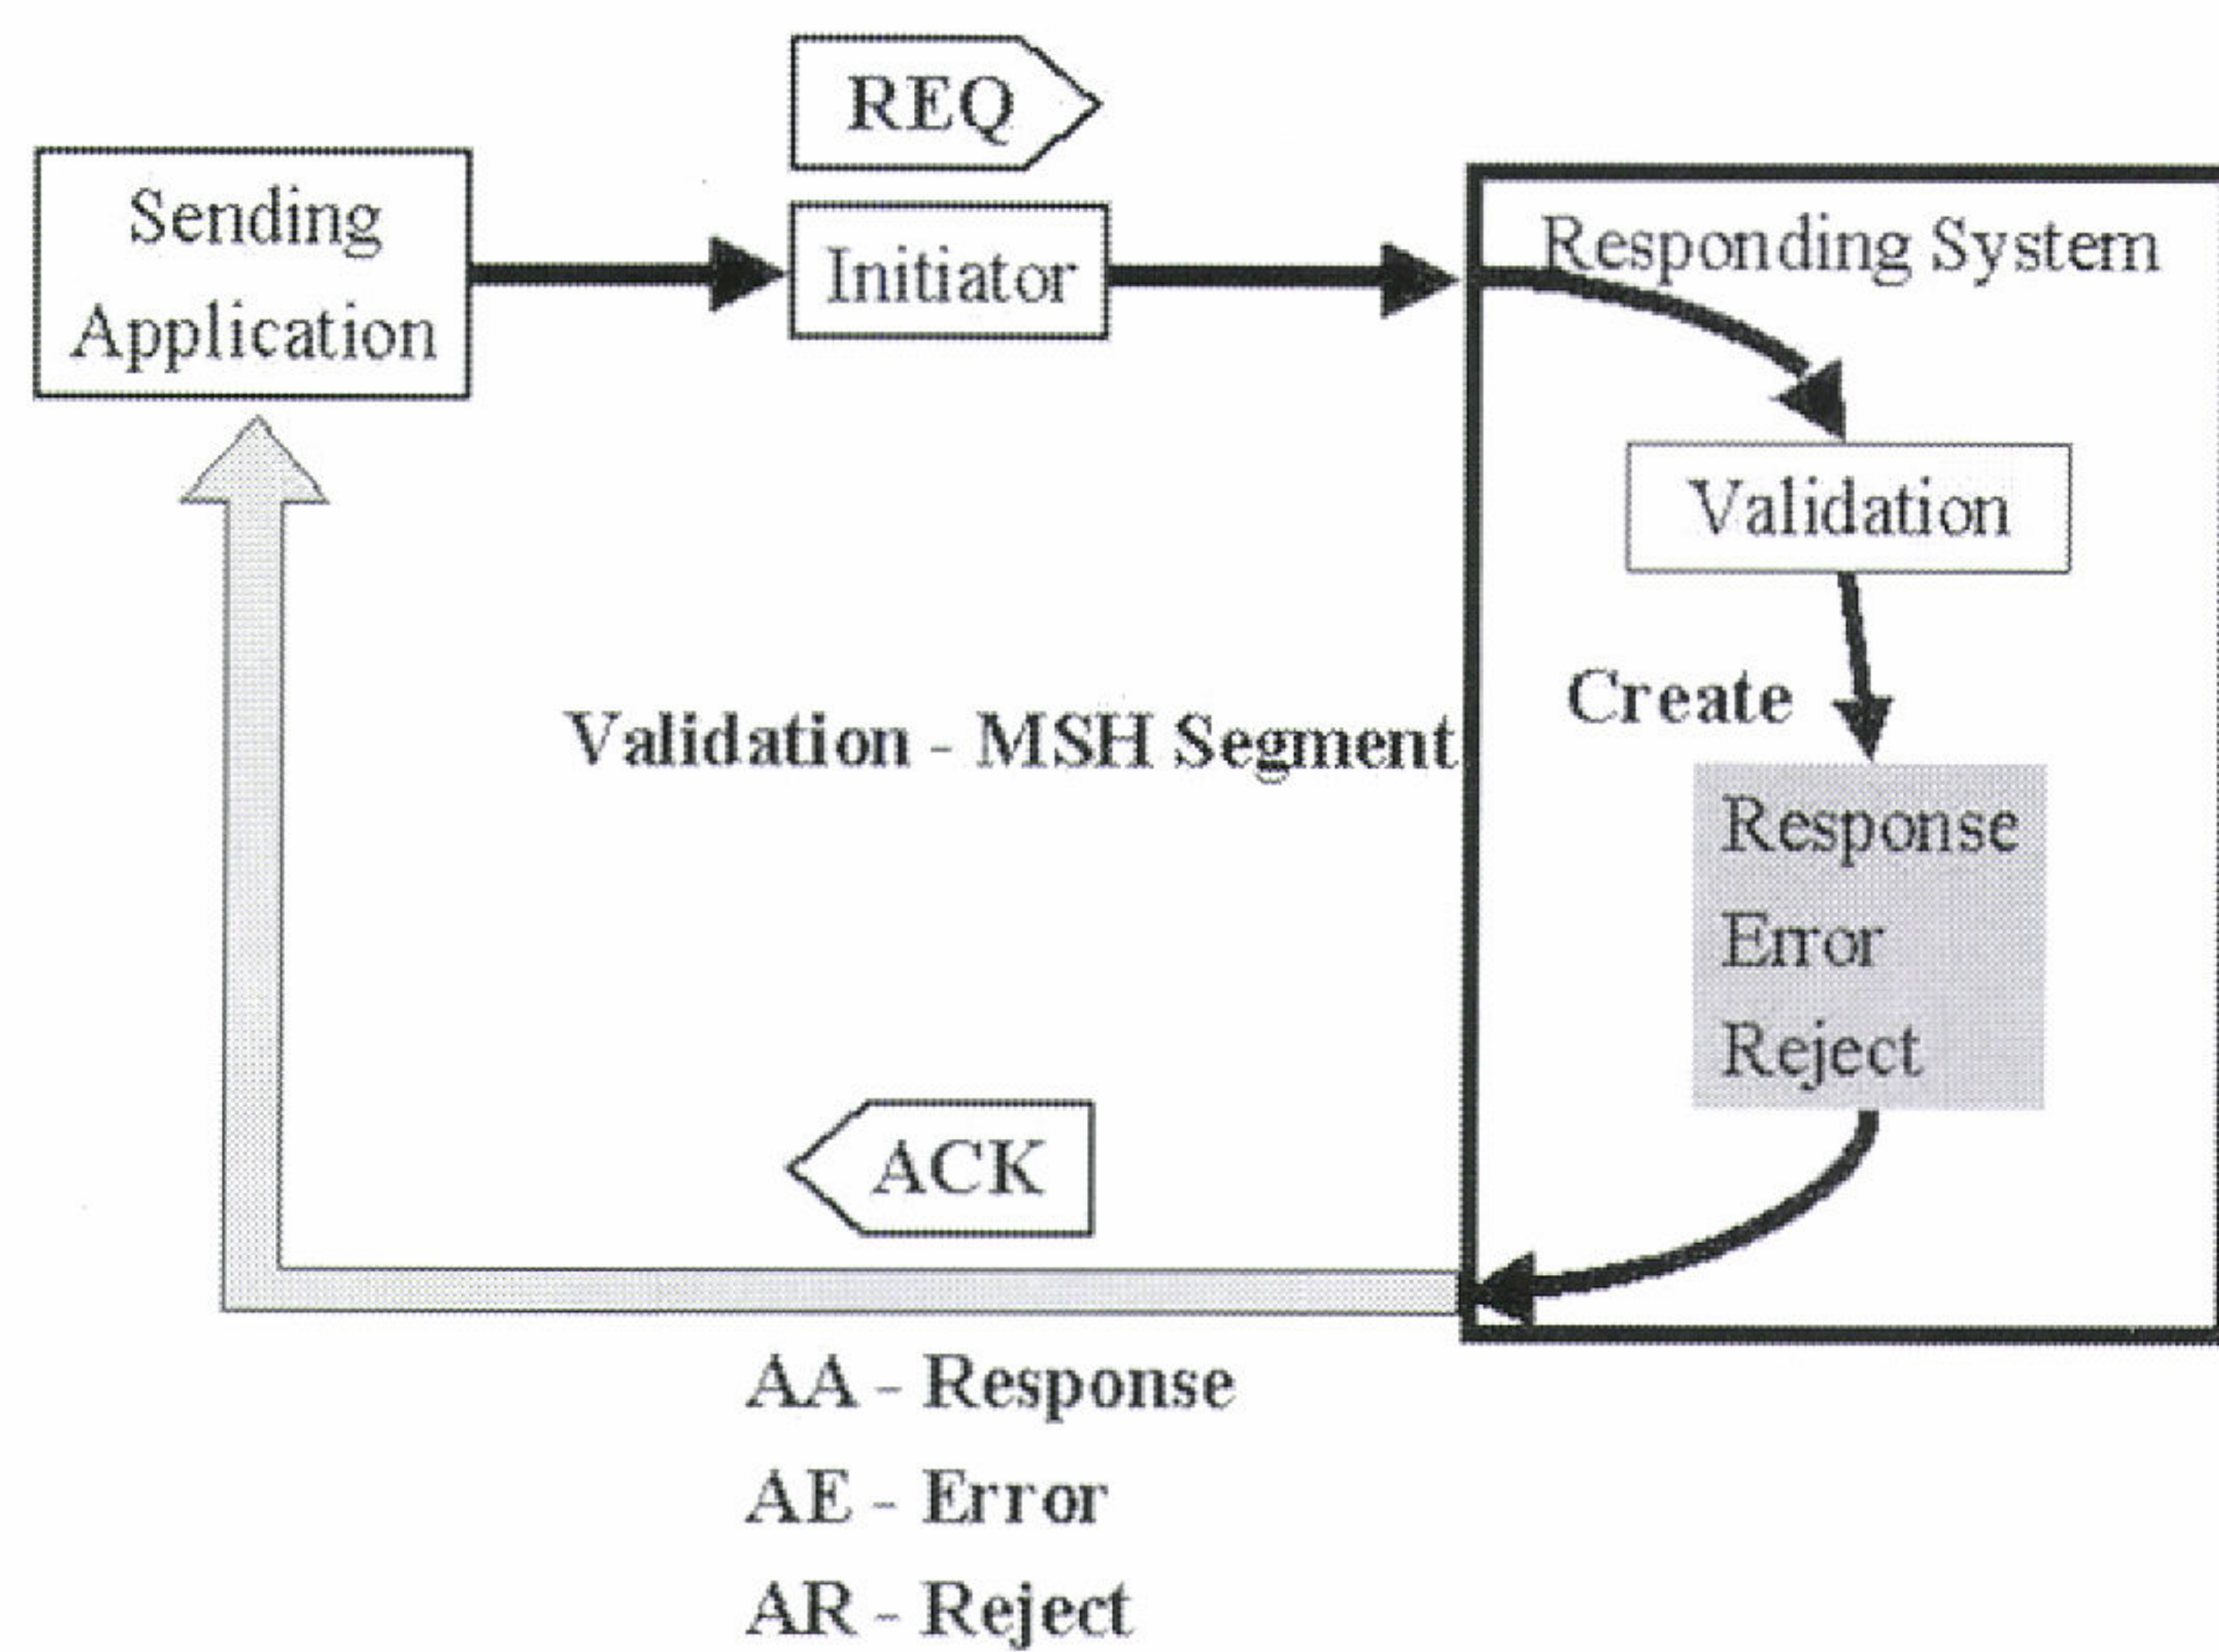 REQ
Sending
Application
Initiator
Responding System
Validation
Create
Validation - MSH Segment
Response
Error
Reject
ACK
AA - Response
AE - Error
AR - Reject